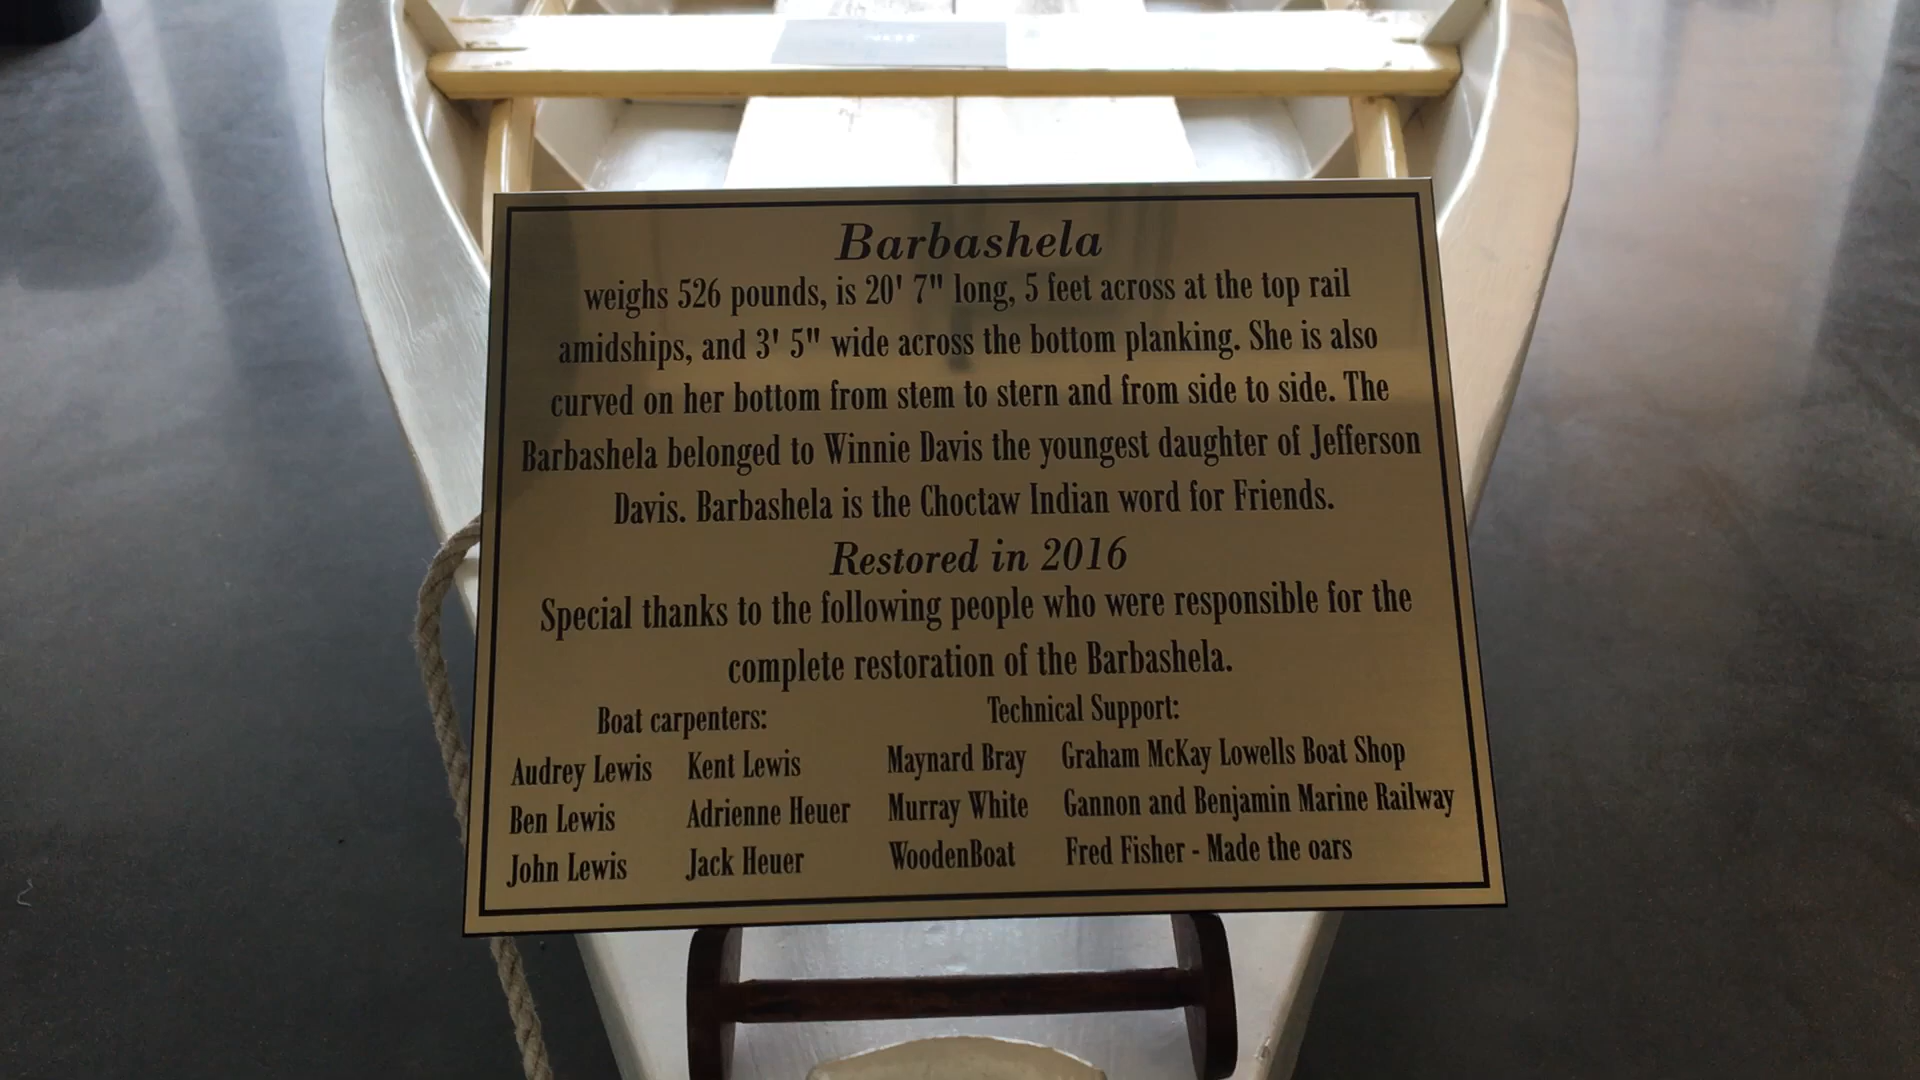 Barbashela
weighs 526 pounds, is 20' 7" long, 5 feet across at the top rail
amidships, and 3' 5" wide across the bottom planking. She is also
curved on her bottom from stem to stern and from side to side. The
Barbashela belonged to Winnie Davis the youngest daughter of Jefferson
Davis. Barbashela is the Choctaw Indian word for Friends.
Restored in 2016
Special thanks to the following people who were responsible for the
complete restoration of the Barbashela.
Boat carpenters: Technical Support:
Audrey Lewis Kent Lewis Maynard Bray Graham McKay Lowells Boat Shop
Ben Lewis Adrienne Heuer Murray White Gannon and Benjamin Marine Railway
John Lewis Jack Heuer WoodenBoat Fred Fisher - Made the oars